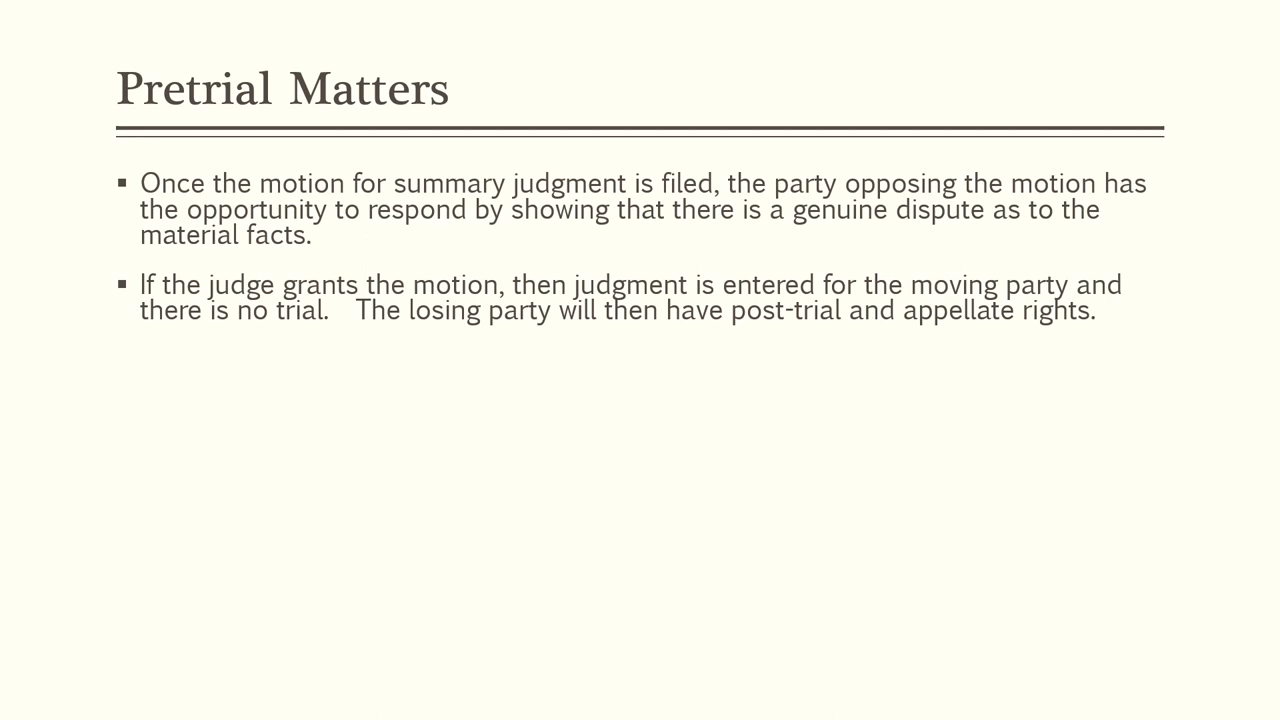 Pretrial Matters
▪ Once the motion for summary judgment is filed, the party opposing the motion has
the opportunity to respond by showing that there is a genuine dispute as to the
material facts.
▪ If the judge grants the motion, then judgment is entered for the moving party and
there is no trial.   The losing party will then have post-trial and appellate rights.